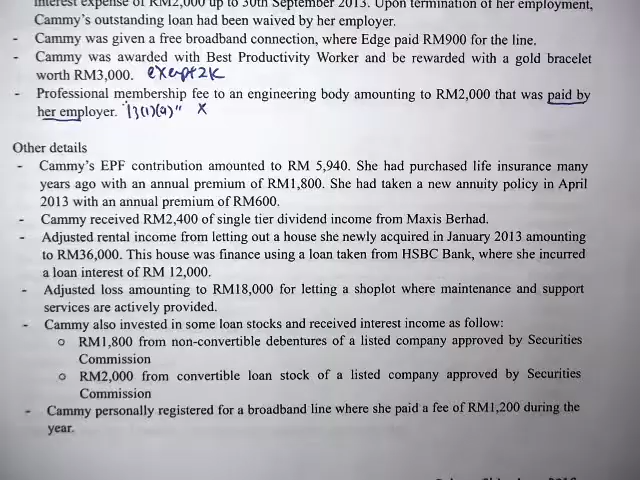 interest expense of RM2,000 up to 30th September 2013. Upon termination of her employment,
Cammy's outstanding loan had been waived by her employer.
- Cammy was given a free broadband connection, where Edge paid RM900 for the line.
- Cammy was awarded with Best Productivity Worker and be rewarded with a gold bracelet
worth RM3,000. exempt 2K
- Professional membership fee to an engineering body amounting to RM2,000 that was paid by
her employer. "13(1)(a)" X
Other details
- Cammy's EPF contribution amounted to RM 5,940. She had purchased life insurance many
years ago with an annual premium of RM1,800. She had taken a new annuity policy in April
2013 with an annual premium of RM600.
- Cammy received RM2,400 of single tier dividend income from Maxis Berhad.
- Adjusted rental income from letting out a house she newly acquired in January 2013 amounting
to RM36,000. This house was finance using a loan taken from HSBC Bank, where she incurred
a loan interest of RM 12,000.
- Adjusted loss amounting to RM18,000 for letting a shoplot where maintenance and support
services are actively provided.
- Cammy also invested in some loan stocks and received interest income as follow:
o RM1,800 from non-convertible debentures of a listed company approved by Securities
Commission
o RM2,000 from convertible loan stock of a listed company approved by Securities
Commission
- Cammy personally registered for a broadband line where she paid a fee of RM1,200 during the
year.